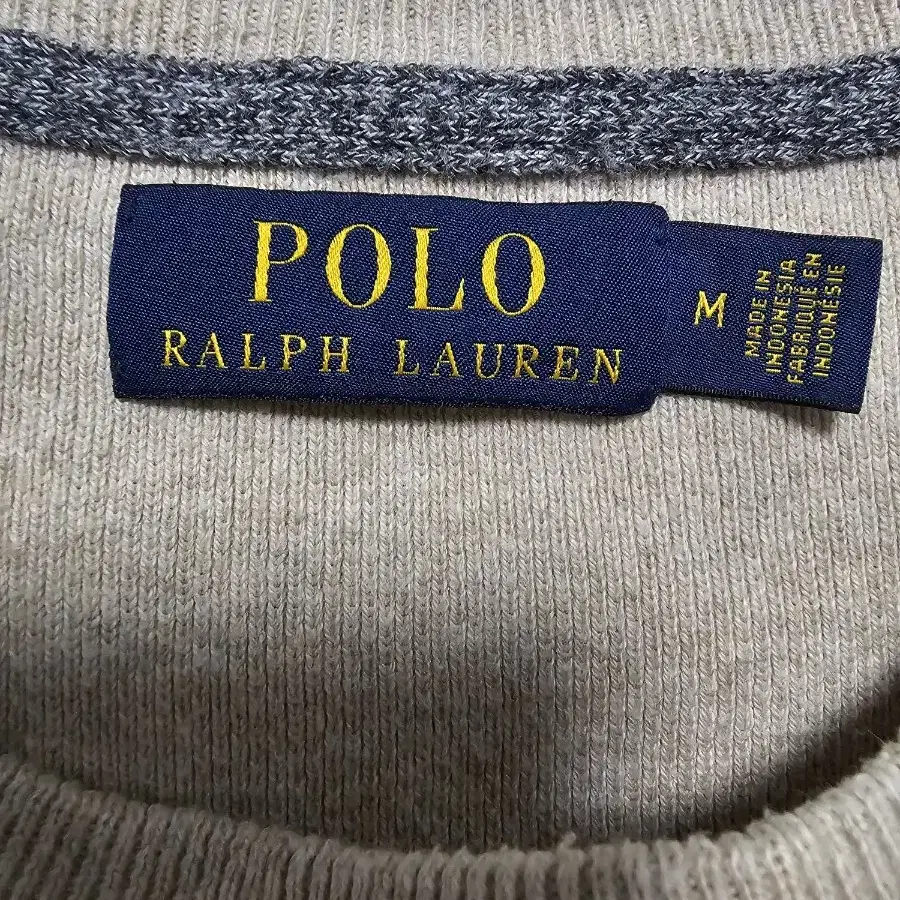 POLO
RALPH LAUREN
M
MADE IN
INDONESIA
FABRIQUÉ EN
INDONÉSIE